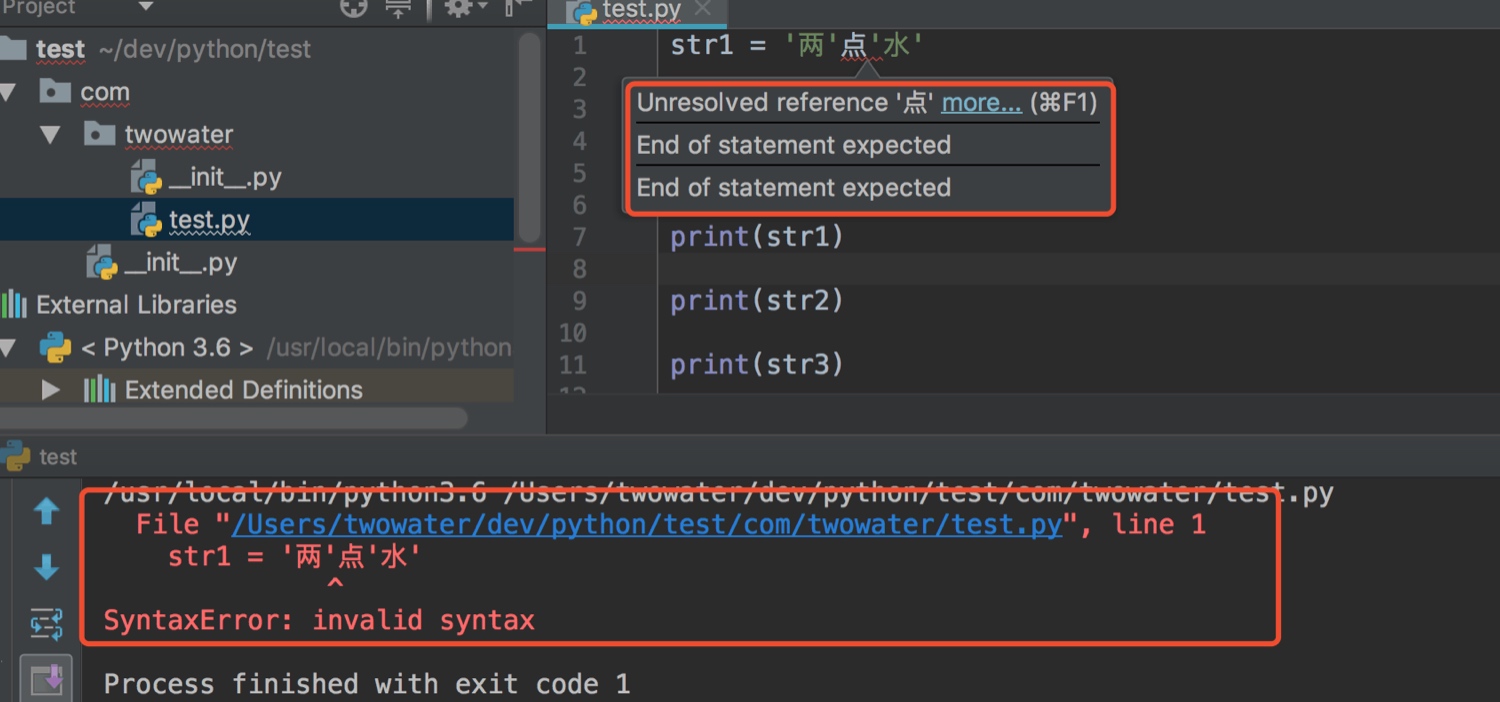 Project
test ~/dev/python/test
com
twowater
__init__.py
test.py
__init__.py
External Libraries
< Python 3.6 > /usr/local/bin/python
Extended Definitions
test.py
1 str1 = '两'点'水'
2
3
4
5
6
7 print(str1)
8
9 print(str2)
10
11 print(str3)
12
Unresolved reference '点' more... (⌘F1)
End of statement expected
End of statement expected
test
/usr/local/bin/python3.6 /Users/twowater/dev/python/test/com/twowater/test.py
File "/Users/twowater/dev/python/test/com/twowater/test.py", line 1
str1 = '两'点'水'
^
SyntaxError: invalid syntax
Process finished with exit code 1